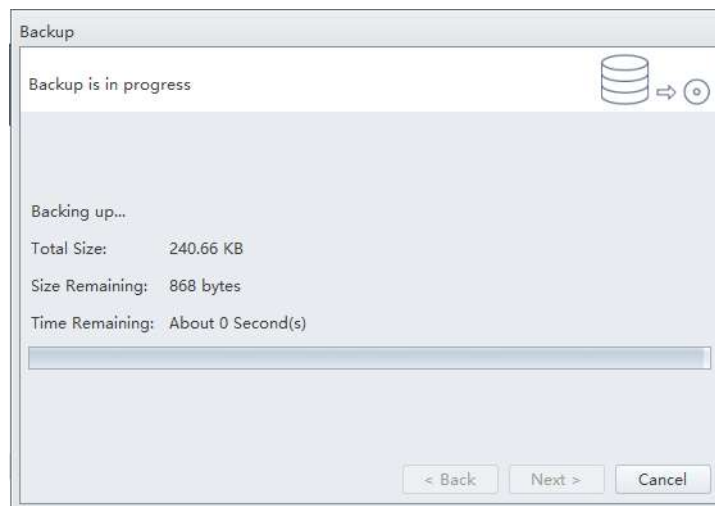 Backup
Backup is in progress
Backing up...
Total Size: 240.66 KB
Size Remaining: 868 bytes
Time Remaining: About 0 Second(s)
< Back Next > Cancel